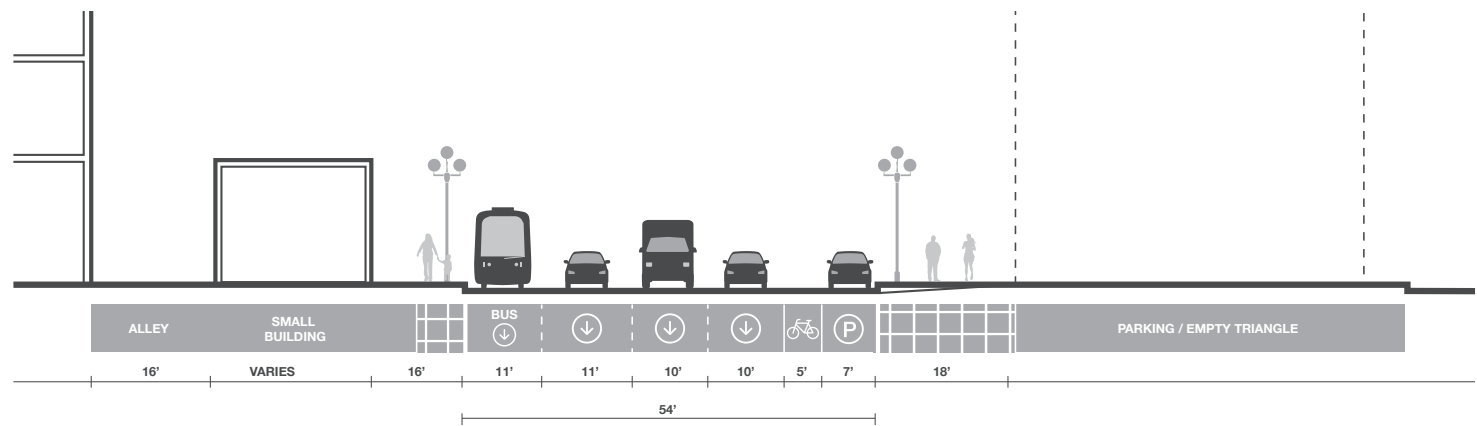 BUS
ALLEY
SMALL
BUILDING
P
PARKING / EMPTY TRIANGLE
16’
VARIES
16’
11’
11’
10’
10’
5’
7’
18’
54’